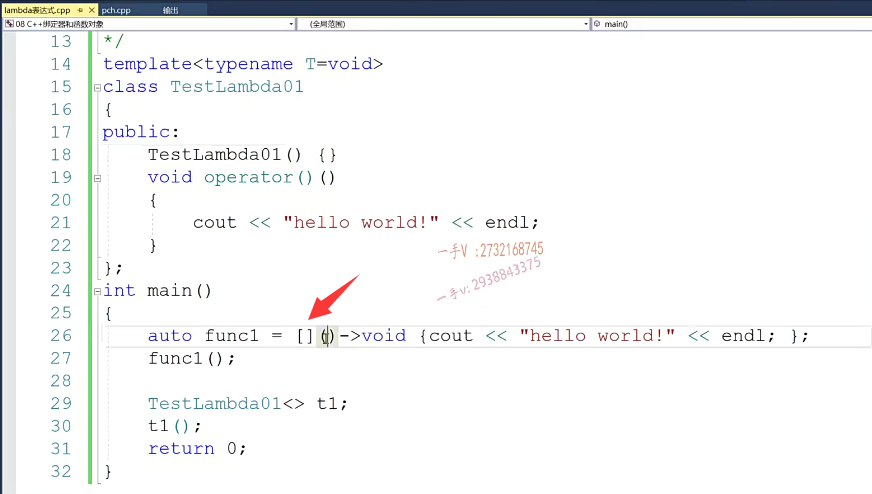 lambda表达式.cpp pch.cpp 输出
08 C++绑定器和函数对象 (全局范围) main()
13 */
14 template<typename T=void>
15 class TestLambda01
16 {
17 public:
18 TestLambda01() {}
19 void operator()()
20 {
21 cout << "hello world!" << endl;
22 }
一手V :2732168745
23 };
一手v:2938843375
24 int main()
25 {
26 auto func1 = []()->void {cout << "hello world!" << endl; };
27 func1();
28
29 TestLambda01<> t1;
30 t1();
31 return 0;
32 }